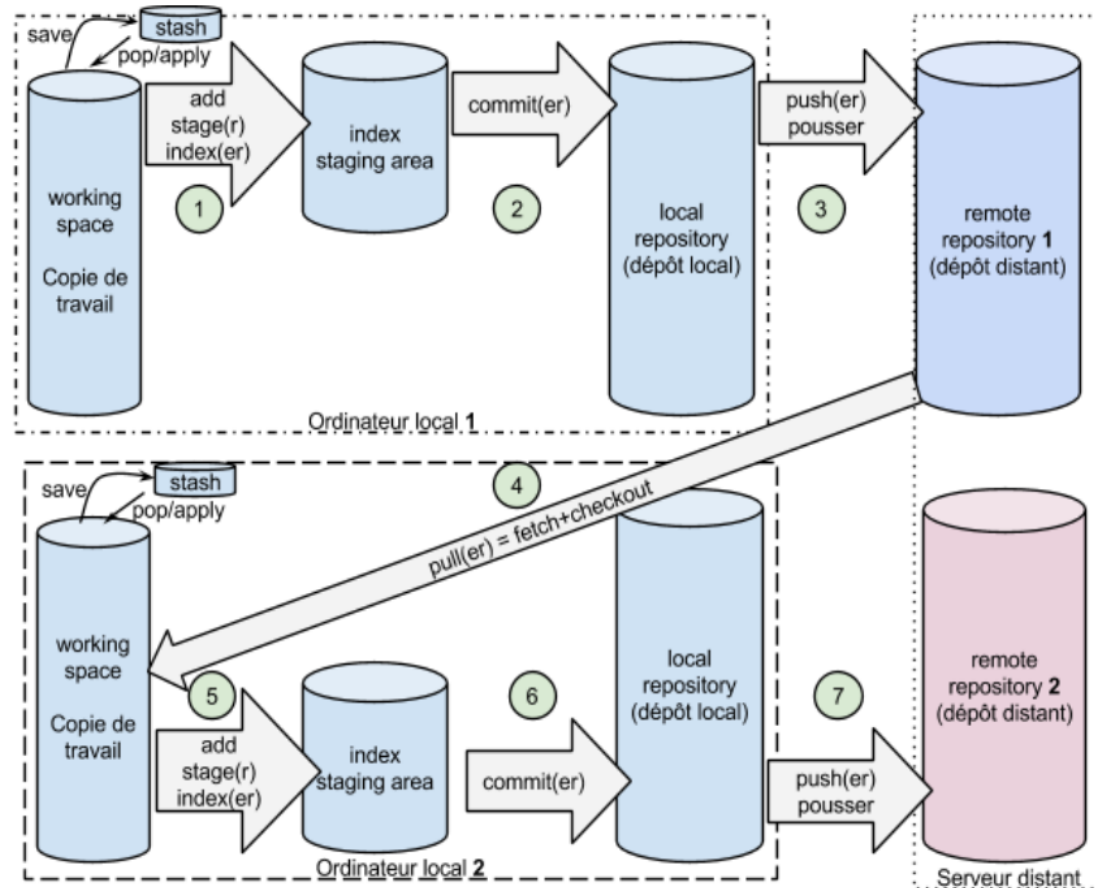 save
stash
pop/apply
add
stage(r)
index(er)
commit(er)
push(er)
pousser
index
staging area
working
space
Copie de
travail
1
2
3
local
repository
(dépôt local)
remote
repository 1
(dépôt distant)
Ordinateur local 1
save
stash
pop/apply
4
pull(er) = fetch+checkout
working
space
Copie de
travail
5
6
7
local
repository
(dépôt local)
remote
repository 2
(dépôt distant)
add
stage(r)
index(er)
index
staging area
commit(er)
push(er)
pousser
Ordinateur local 2
Serveur distant